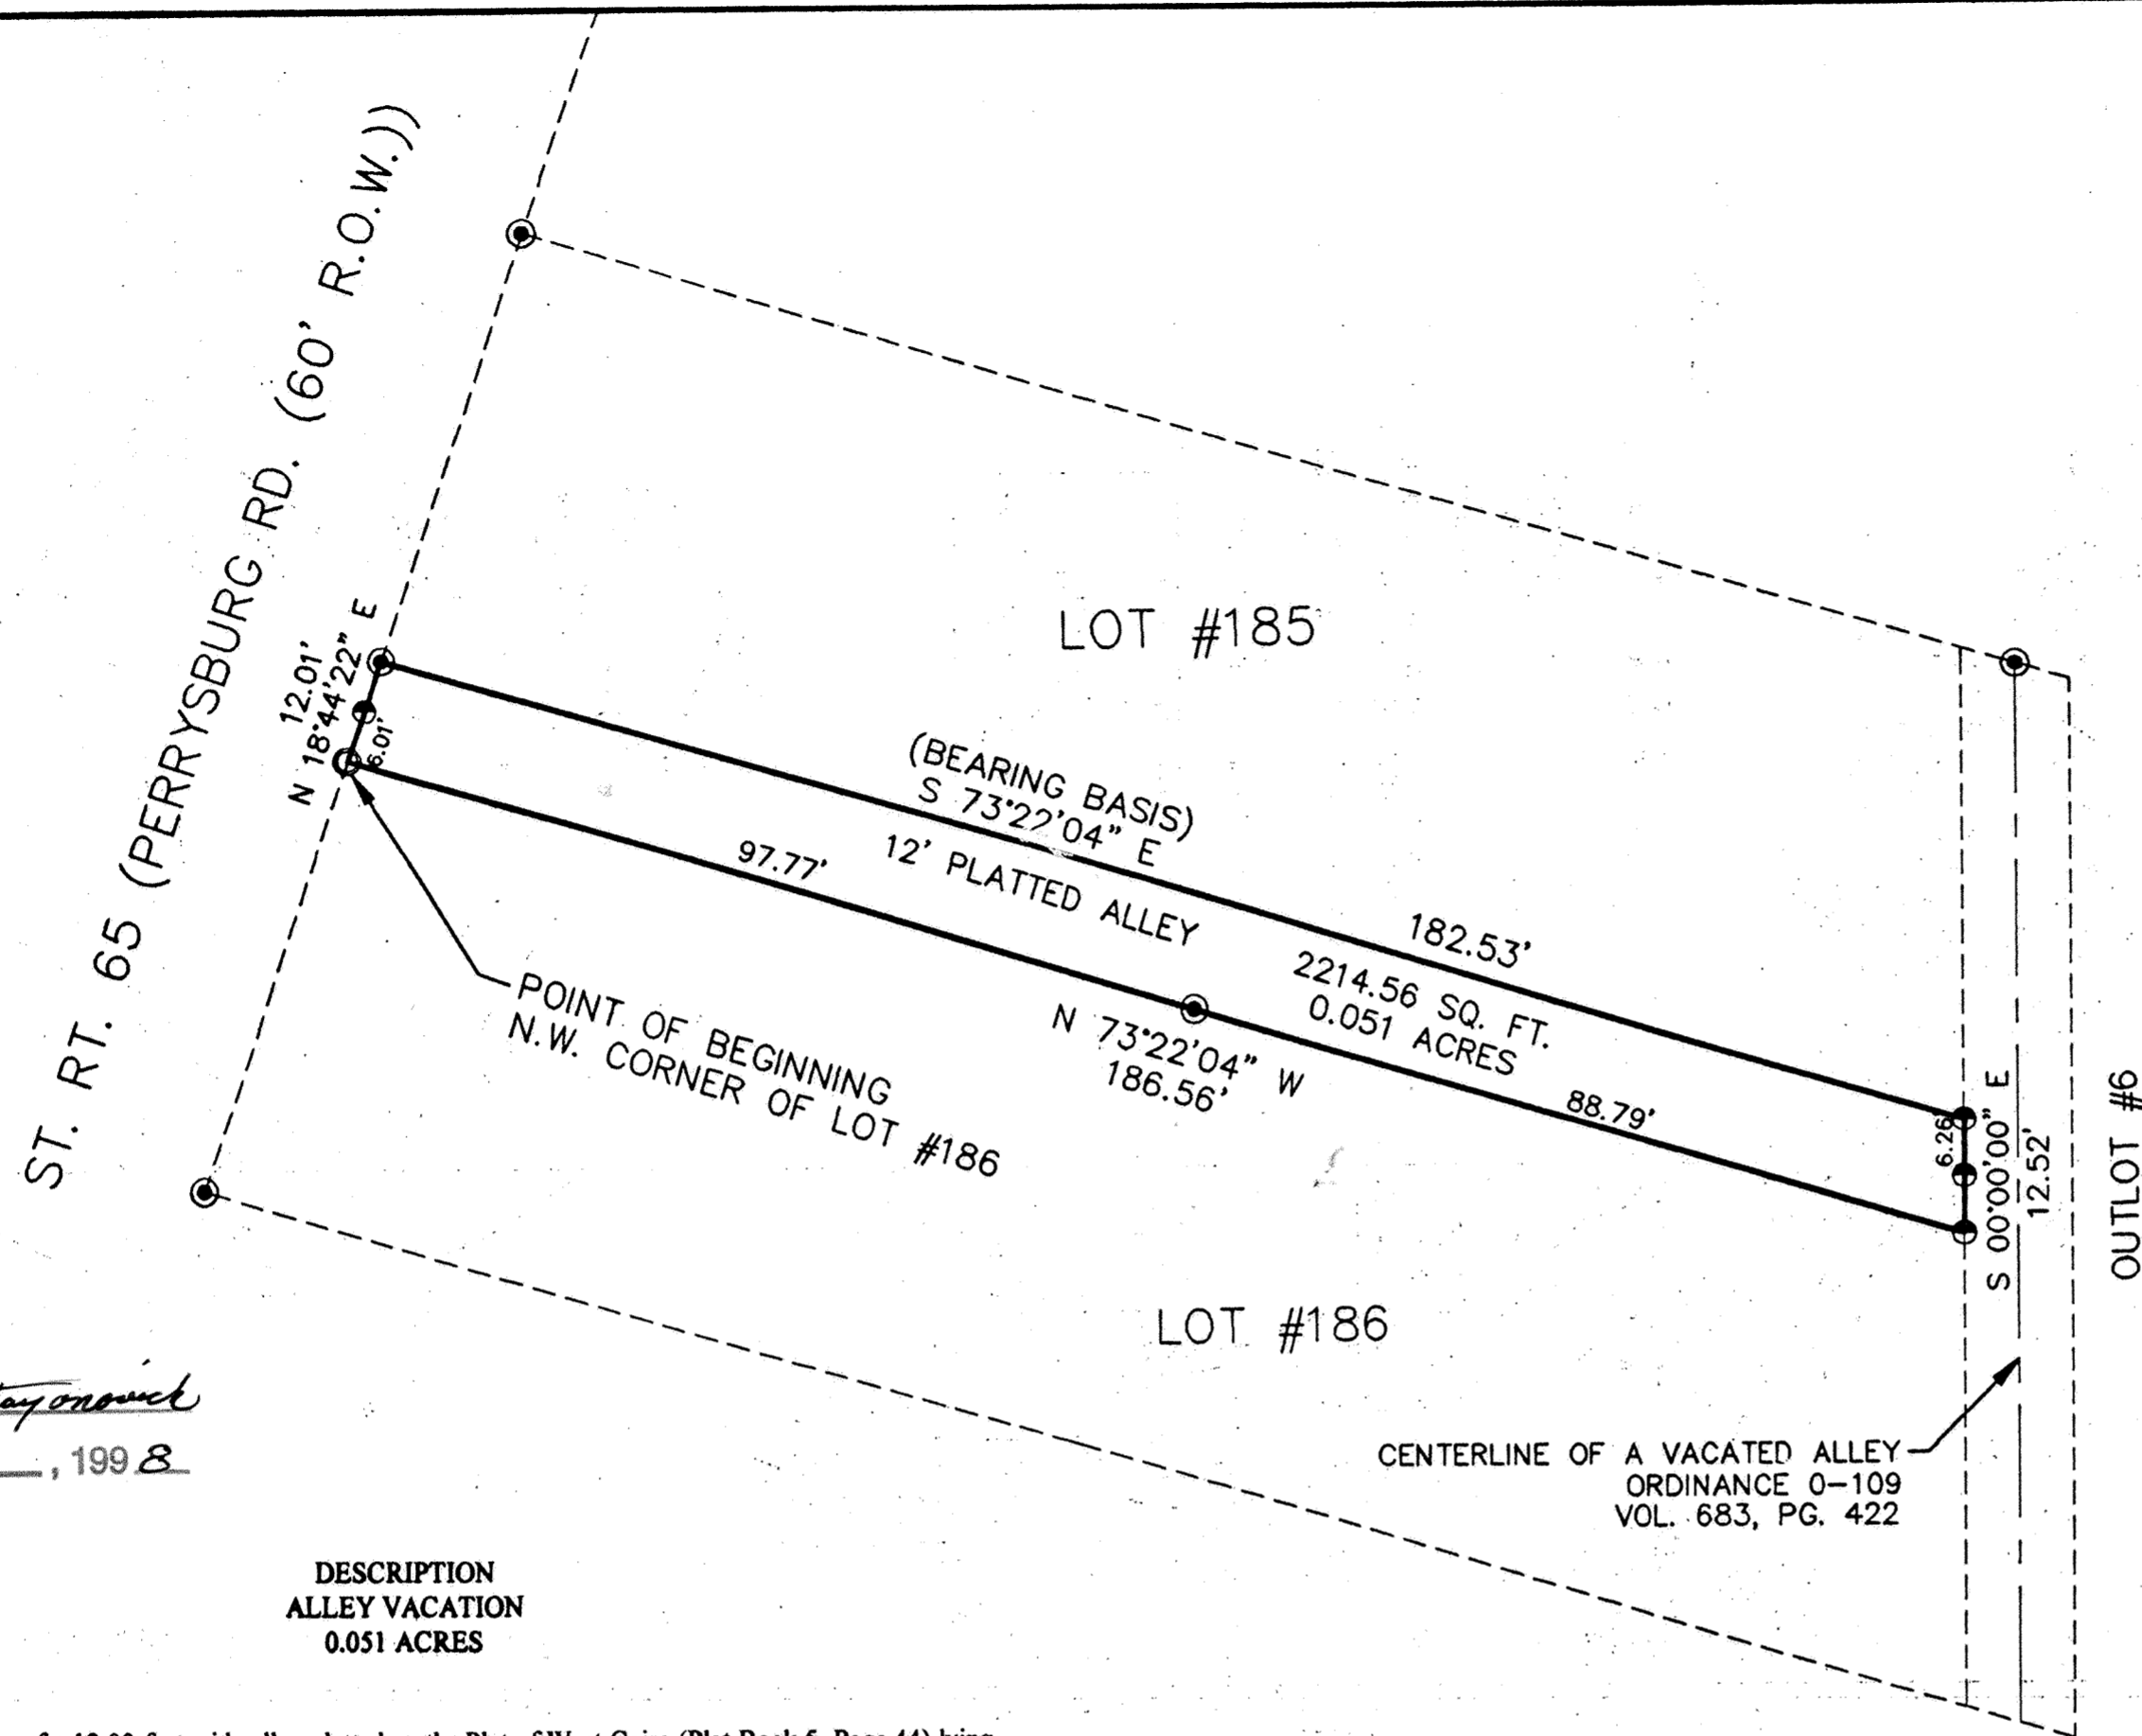 ST. RT. 65 (PERRYSBURG RD. (60' R.O.W.))
LOT #185
12.01'
N 18°44'22" E
6.01'
(BEARING BASIS)
S 73°22'04" E
182.53'
12' PLATTED ALLEY
97.77'
2214.56 SQ. FT.
0.051 ACRES
N 73°22'04" W
186.56'
88.79'
6.26
S 00°00'00" E
12.52'
OUTLOT #6
POINT OF BEGINNING
N.W. CORNER OF LOT #186
LOT #186
CENTERLINE OF A VACATED ALLEY
ORDINANCE O-109
VOL. 683, PG. 422
, 1998
DESCRIPTION
ALLEY VACATION
0.051 ACRES